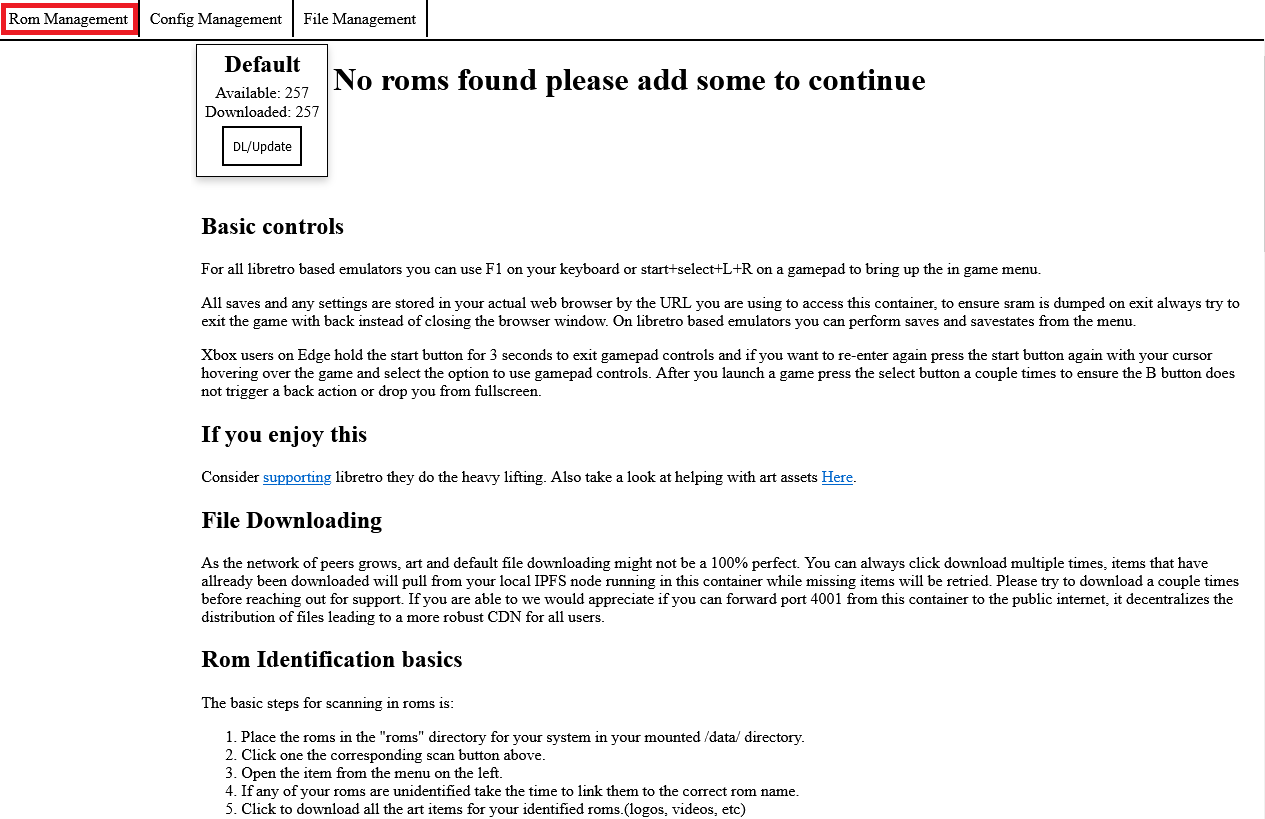 Rom Management
Config Management
File Management
Default
Available: 257
Downloaded: 257
DL/Update
No roms found please add some to continue
Basic controls
For all libretro based emulators you can use F1 on your keyboard or start+select+L+R on a gamepad to bring up the in game menu.
All saves and any settings are stored in your actual web browser by the URL you are using to access this container, to ensure sram is dumped on exit always try to
exit the game with back instead of closing the browser window. On libretro based emulators you can perform saves and savestates from the menu.
Xbox users on Edge hold the start button for 3 seconds to exit gamepad controls and if you want to re-enter again press the start button again with your cursor
hovering over the game and select the option to use gamepad controls. After you launch a game press the select button a couple times to ensure the B button does
not trigger a back action or drop you from fullscreen.
If you enjoy this
Consider supporting libretro they do the heavy lifting. Also take a look at helping with art assets Here.
File Downloading
As the network of peers grows, art and default file downloading might not be a 100% perfect. You can always click download multiple times, items that have
allready been downloaded will pull from your local IPFS node running in this container while missing items will be retried. Please try to download a couple times
before reaching out for support. If you are able to we would appreciate if you can forward port 4001 from this container to the public internet, it decentralizes the
distribution of files leading to a more robust CDN for all users.
Rom Identification basics
The basic steps for scanning in roms is:
1. Place the roms in the "roms" directory for your system in your mounted /data/ directory.
2. Click one the corresponding scan button above.
3. Open the item from the menu on the left.
4. If any of your roms are unidentified take the time to link them to the correct rom name.
5. Click to download all the art items for your identified roms.(logos, videos, etc)